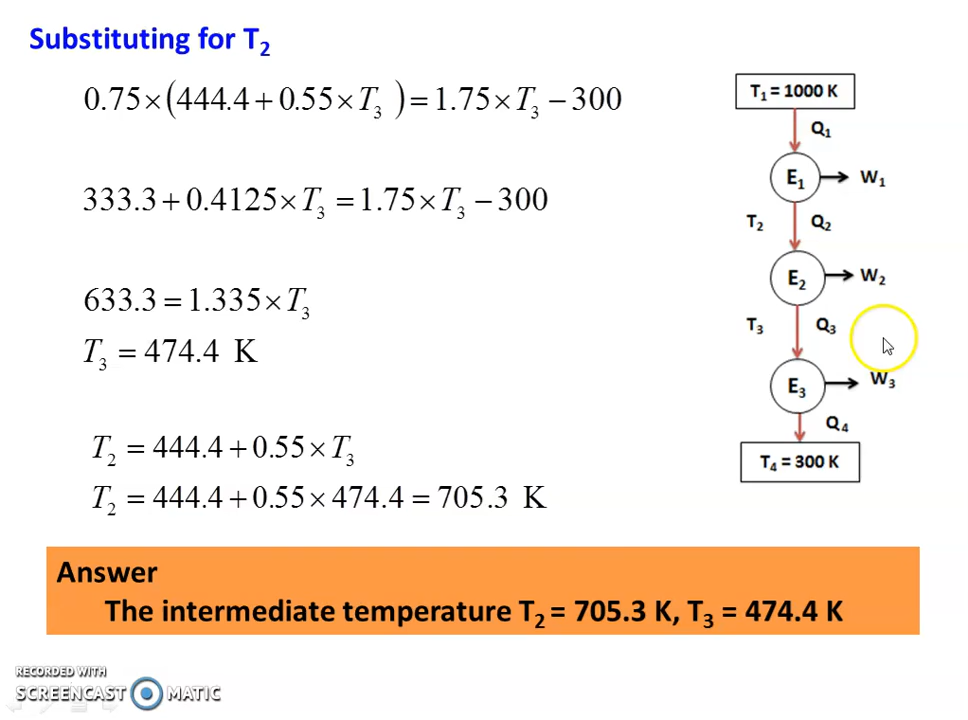 Substituting for T₂
0.75×(444.4+0.55×T₃)=1.75×T₃−300
333.3+0.4125×T₃=1.75×T₃−300
633.3=1.335×T₃
T₃=474.4 K
T₂=444.4+0.55×T₃
T₂=444.4+0.55×474.4=705.3 K
T₁ = 1000 K
Q₁
E₁
W₁
T₂
Q₂
E₂
W₂
T₃
Q₃
E₃
W₃
Q₄
T₄ = 300 K
Answer
The intermediate temperature T₂ = 705.3 K, T₃ = 474.4 K
RECORDED WITH
SCREENCAST MATIC